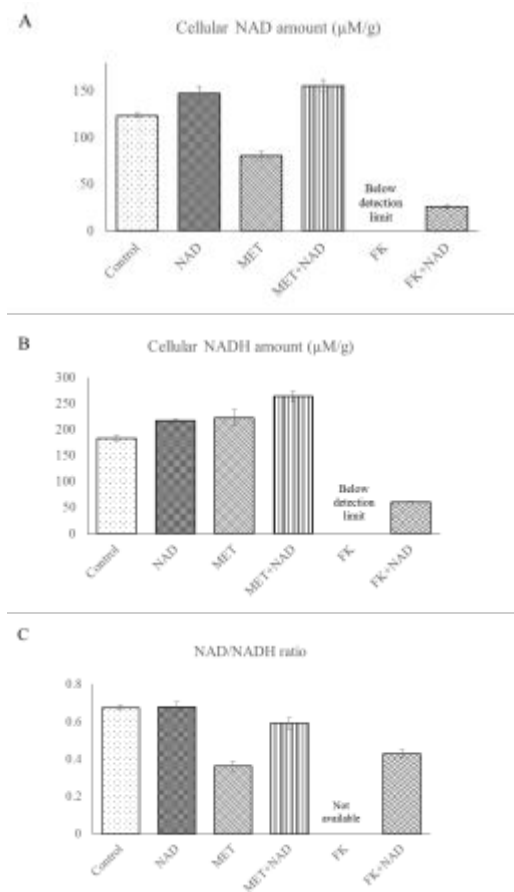 A
Cellular NAD amount (µM/g)
150
100
50
0
Below
detection
limit
Control
NAD
MET
MET+NAD
FK
FK+NAD
B
Cellular NADH amount (µM/g)
300
250
200
150
100
50
0
Below
detection
limit
Control
NAD
MET
MET+NAD
FK
FK+NAD
C
NAD/NADH ratio
0.8
0.6
0.4
0.2
0
Not
available
Control
NAD
MET
MET+NAD
FK
FK+NAD